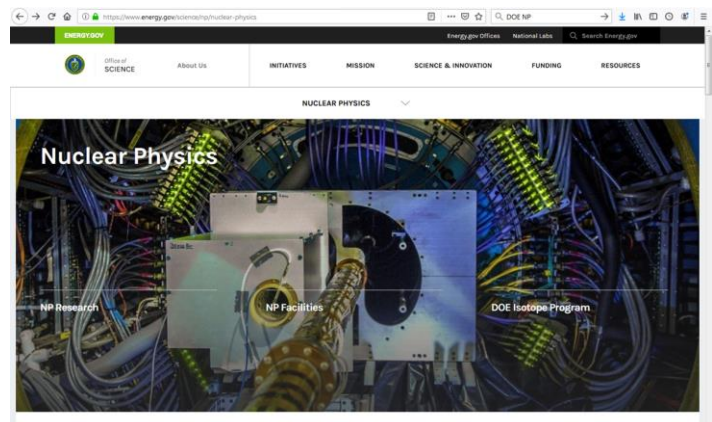 https://www.energy.gov/science/np/nuclear-physics
DOE NP
ENERGY.GOV
Energy.gov Offices National Labs Search Energy.gov
Office of
SCIENCE
About Us INITIATIVES MISSION SCIENCE & INNOVATION FUNDING RESOURCES
NUCLEAR PHYSICS
Nuclear Physics
NP Research NP Facilities DOE Isotope Program